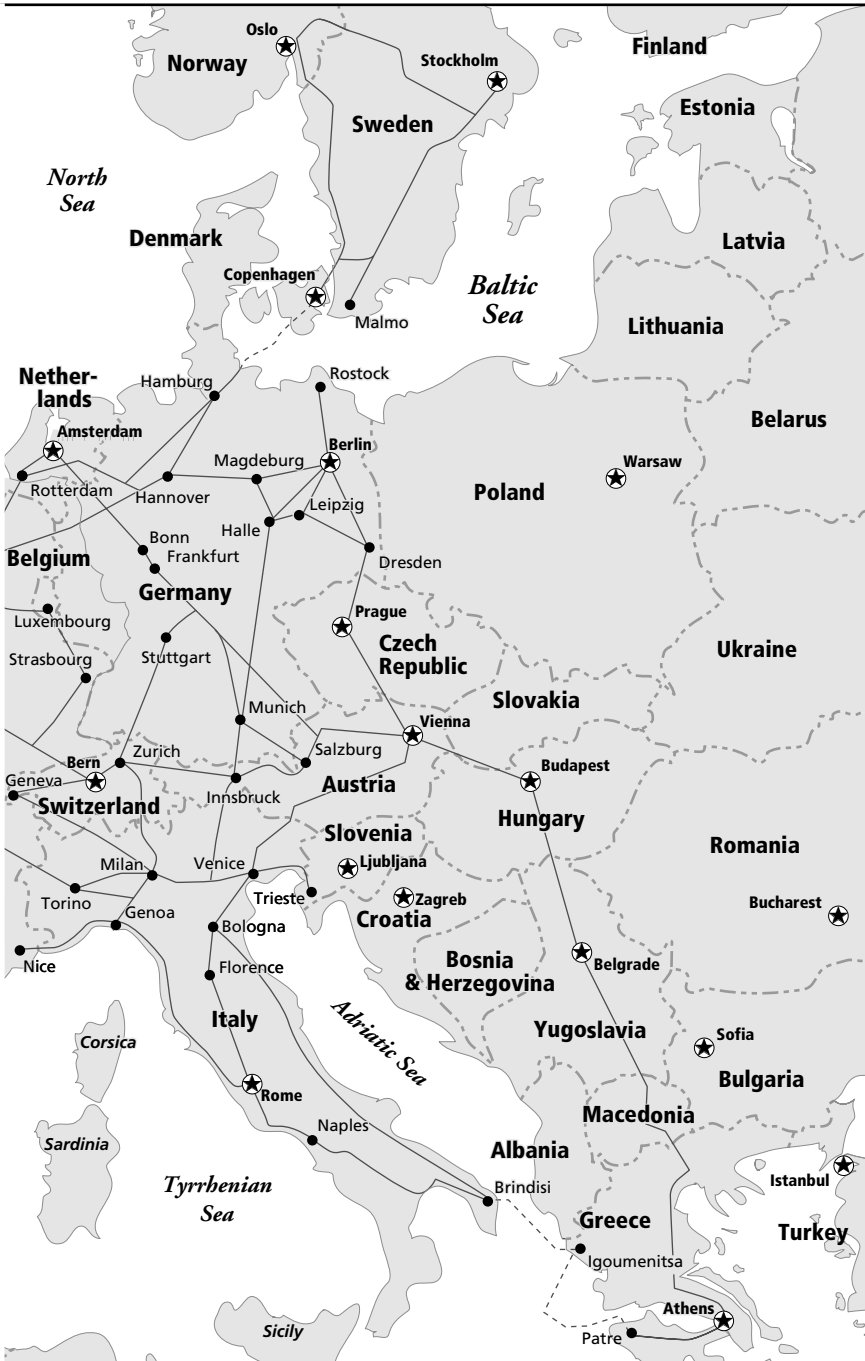 Oslo
Finland
Norway
Stockholm
Estonia
Sweden
North
Sea
Denmark
Latvia
Copenhagen
Baltic
Sea
Malmo
Lithuania
Nether-
lands
Hamburg
Rostock
Belarus
Amsterdam
Berlin
Magdeburg
Warsaw
Rotterdam
Hannover
Poland
Leipzig
Halle
Bonn
Belgium
Frankfurt
Dresden
Germany
Prague
Luxembourg
Czech
Republic
Ukraine
Strasbourg
Stuttgart
Slovakia
Munich
Vienna
Bern
Zurich
Salzburg
Budapest
Geneva
Switzerland
Innsbruck
Austria
Hungary
Slovenia
Romania
Milan
Venice
Ljubljana
Torino
Trieste
Zagreb
Genoa
Croatia
Bucharest
Bologna
Nice
Florence
Bosnia
& Herzegovina
Belgrade
Italy
Adriatic Sea
Yugoslavia
Sofia
Corsica
Bulgaria
Rome
Macedonia
Naples
Sardinia
Albania
Istanbul
Tyrrhenian
Sea
Brindisi
Greece
Turkey
Igoumenitsa
Athens
Sicily
Patre